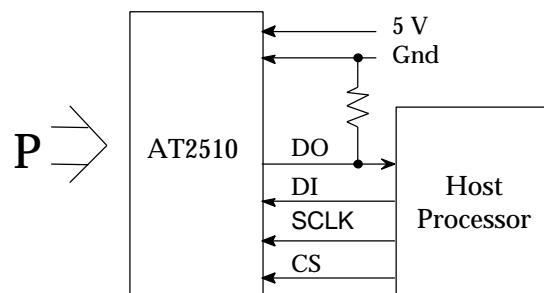 5 V
Gnd
P
AT2510
DO
DI
SCLK
CS
Host
Processor